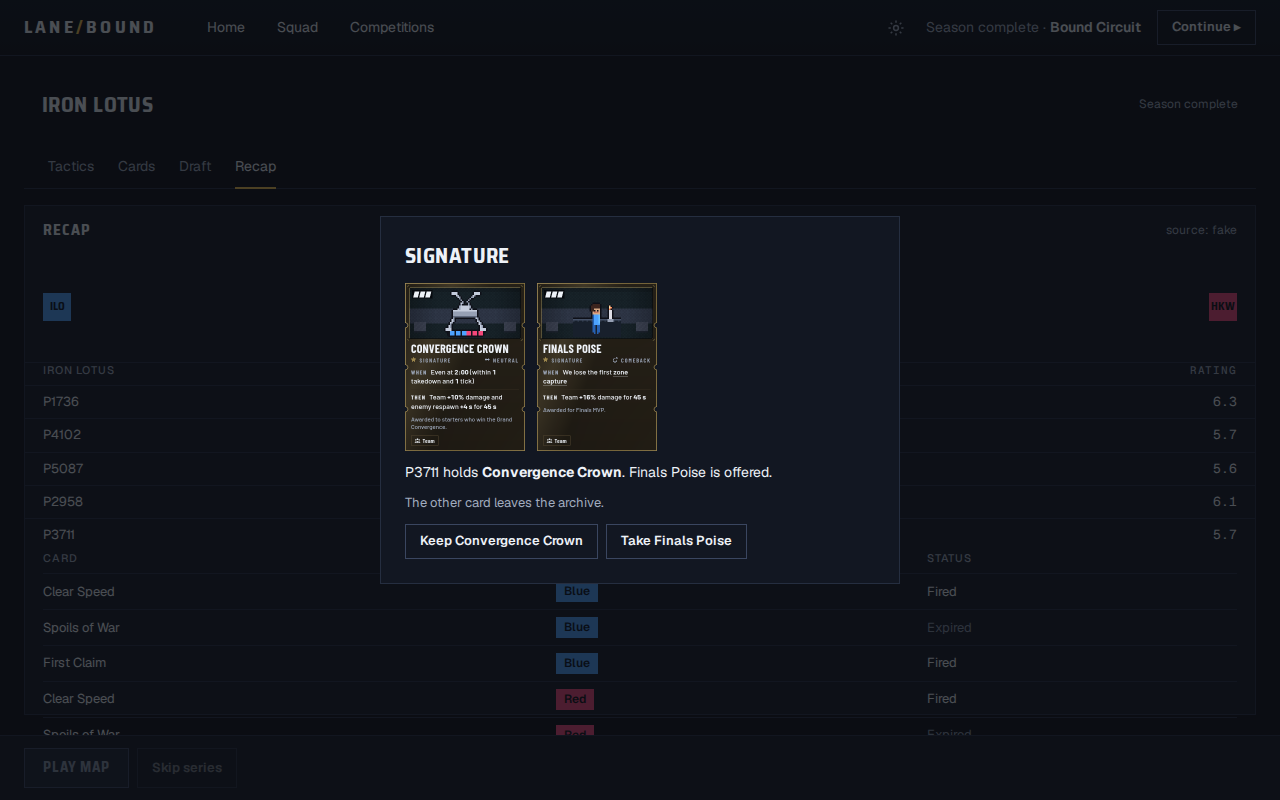 LANE/BOUND
Home
Squad
Competitions
Season complete · Bound Circuit
Continue ▸
IRON LOTUS
Season complete
Tactics
Cards
Draft
Recap
RECAP
source: fake
ILO
HKW
IRON LOTUS
RATING
P1736
6.3
P4102
5.7
P5087
5.6
P2958
6.1
P3711
5.7
CARD
STATUS
Clear Speed
Blue
Fired
Spoils of War
Blue
Expired
First Claim
Blue
Fired
Clear Speed
Red
Fired
Spoils of War
Red
Expired
SIGNATURE
CONVERGENCE CROWN
SIGNATURE
NEUTRAL
WHEN Even at 2:00 (within 1
takedown and 1 tick)
THEN Team +10% damage and
enemy respawn +4 s for 45 s
Awarded to starters who win the Grand
Convergence.
Team
FINALS POISE
SIGNATURE
COMEBACK
WHEN We lose the first zone
capture
THEN Team +16% damage for 45 s
Awarded for Finals MVP.
Team
P3711 holds Convergence Crown. Finals Poise is offered.
The other card leaves the archive.
Keep Convergence Crown
Take Finals Poise
PLAY MAP
Skip series